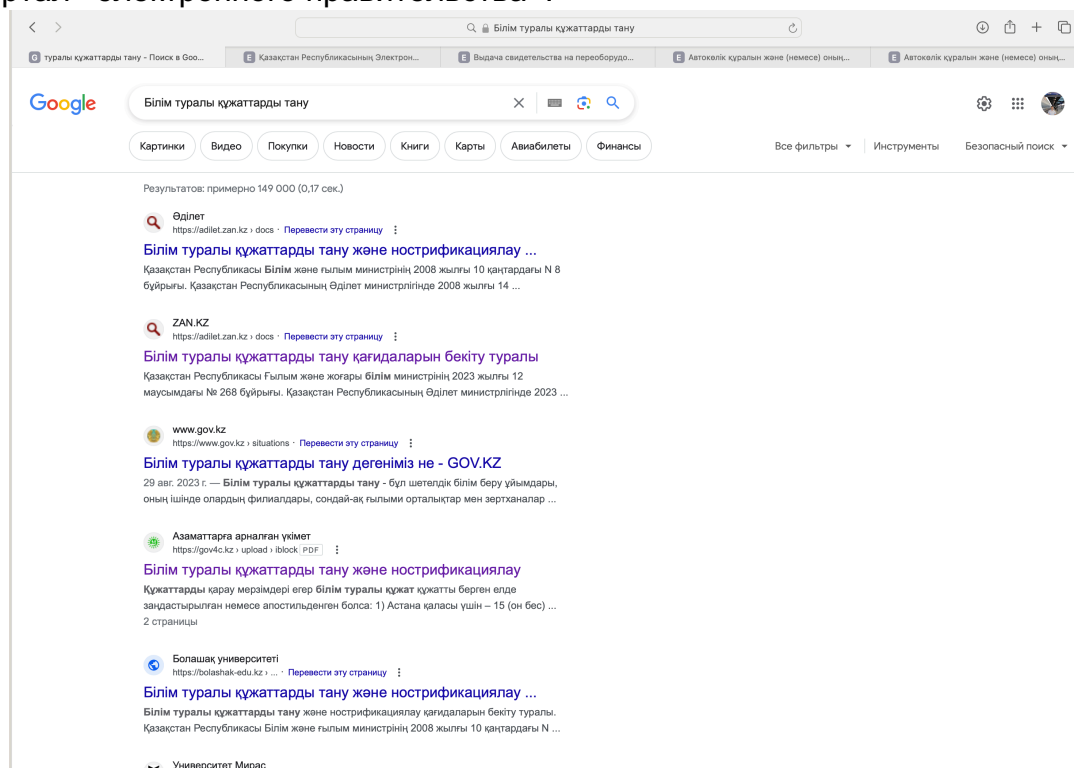 ртал "электронного правительства".
Білім туралы құжаттарды тану
G туралы құжаттарды тану - Поиск в Goo...
E Қазақстан Республикасының Электрон...
E Выдача свидетельства на переоборудо...
E Автокөлік құралын және (немесе) оның...
E Автокөлік құралын және (немесе) оның...
Google
Білім туралы құжаттарды тану
Картинки
Видео
Покупки
Новости
Книги
Карты
Авиабилеты
Финансы
Все фильтры
Инструменты
Безопасный поиск
Результатов: примерно 149 000 (0,17 сек.)
Әділет
https://adilet.zan.kz › docs · Перевести эту страницу
Білім туралы құжаттарды тану және нострификациялау ...
Қазақстан Республикасы Білім және ғылым министрінің 2008 жылғы 10 қаңтардағы N 8
бұйрығы. Қазақстан Республикасының Әділет министрлігінде 2008 жылғы 14 ...
ZAN.KZ
https://adilet.zan.kz › docs · Перевести эту страницу
Білім туралы құжаттарды тану қағидаларын бекіту туралы
Қазақстан Республикасы Ғылым және жоғары білім министрінің 2023 жылғы 12
маусымдағы № 268 бұйрығы. Қазақстан Республикасының Әділет министрлігінде 2023 ...
www.gov.kz
https://www.gov.kz › situations · Перевести эту страницу
Білім туралы құжаттарды тану дегеніміз не - GOV.KZ
29 авг. 2023 г. — Білім туралы құжаттарды тану - бұл шетелдік білім беру ұйымдары,
оның ішінде олардың филиалдары, сондай-ақ ғылыми орталықтар мен зертханалар ...
Азаматтарға арналған үкімет
https://gov4c.kz › upload › iblock PDF
Білім туралы құжаттарды тану және нострификациялау
Құжаттарды қарау мерзімдері егер білім туралы құжат құжатты берген елде
заңдастырылған немесе апостильденген болса: 1) Астана қаласы үшін – 15 (он бес) ...
2 страницы
Болашақ университеті
https://bolashak-edu.kz › ... · Перевести эту страницу
Білім туралы құжаттарды тану және нострификациялау ...
Білім туралы құжаттарды тану және нострификациялау қағидаларын бекіту туралы.
Қазақстан Республикасы Білім және ғылым министрінің 2008 жылғы 10 қаңтардағы N ...
Университет Мирас